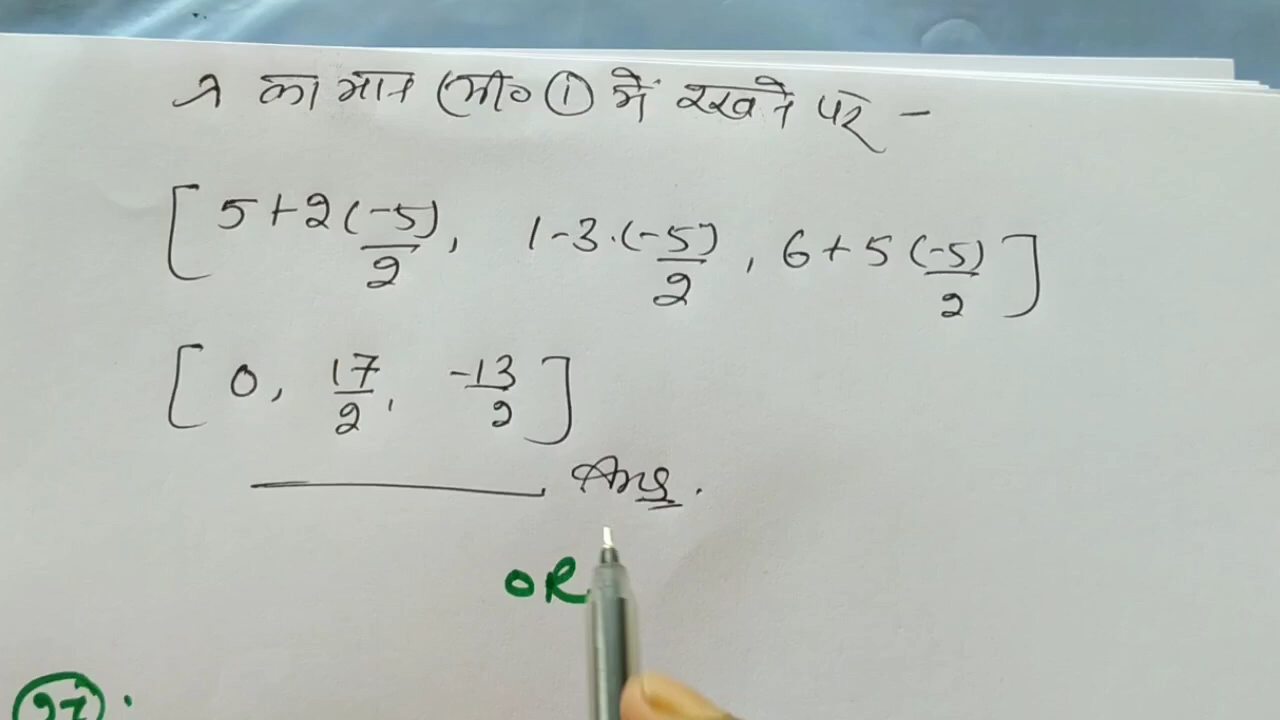 λ का मान समी० ① में रखने पर -
[ 5+2(-5)/2, 1-3.(-5)/2, 6+5(-5)/2 ]
[ 0, 17/2, -13/2 ]
Ans.
OR